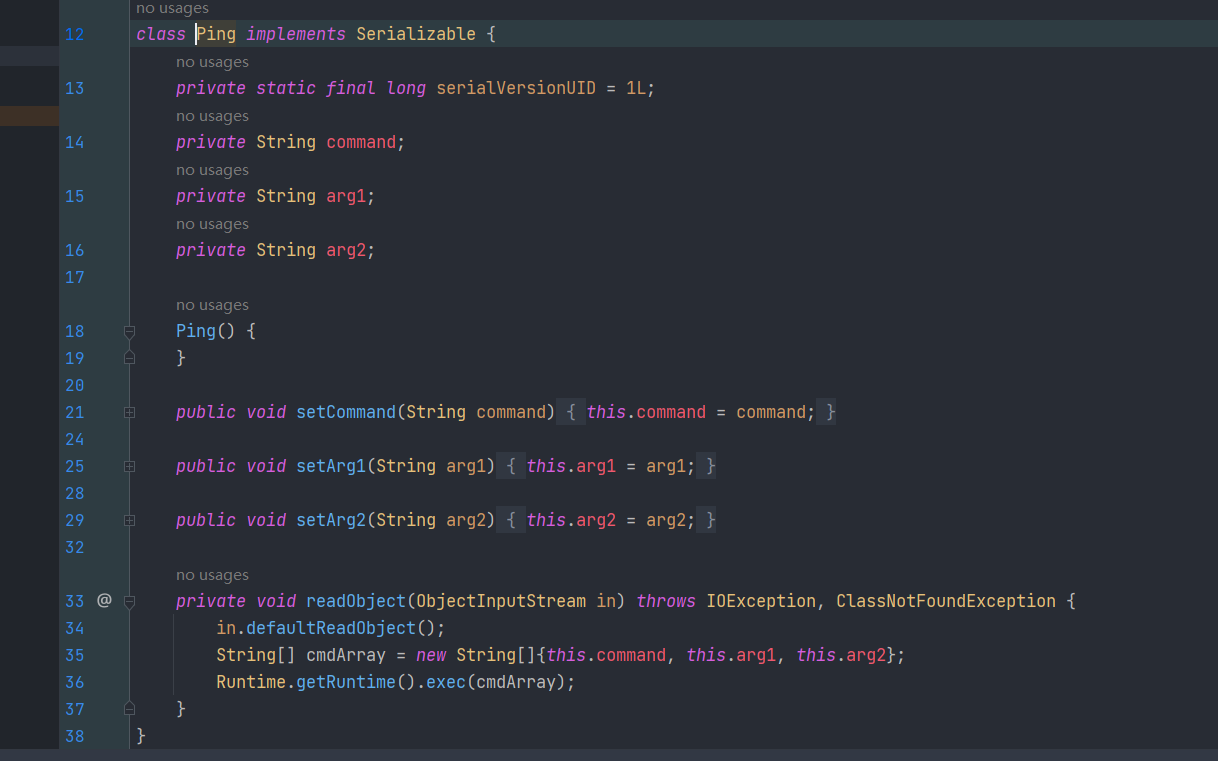 no usages
12 class Ping implements Serializable {
no usages
13 private static final long serialVersionUID = 1L;
no usages
14 private String command;
no usages
15 private String arg1;
no usages
16 private String arg2;
17
no usages
18 Ping() {
19 }
20
21 public void setCommand(String command) { this.command = command; }
24
25 public void setArg1(String arg1) { this.arg1 = arg1; }
28
29 public void setArg2(String arg2) { this.arg2 = arg2; }
32
no usages
33 @ private void readObject(ObjectInputStream in) throws IOException, ClassNotFoundException {
34 in.defaultReadObject();
35 String[] cmdArray = new String[]{this.command, this.arg1, this.arg2};
36 Runtime.getRuntime().exec(cmdArray);
37 }
38 }